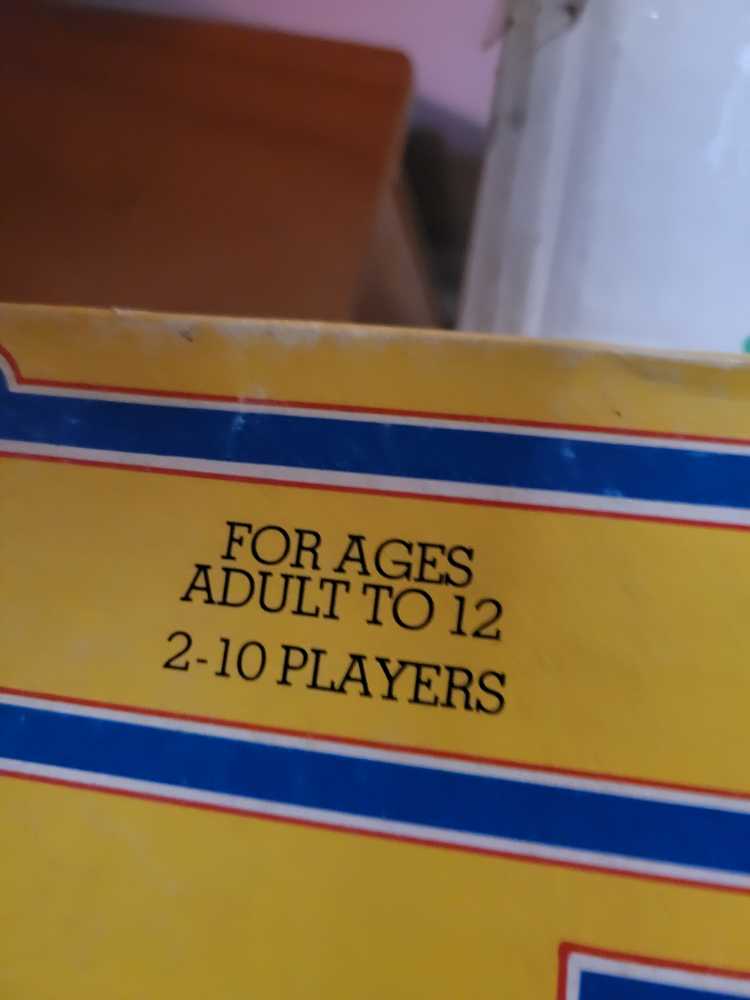 FOR AGES
ADULT TO 12
2-10 PLAYERS